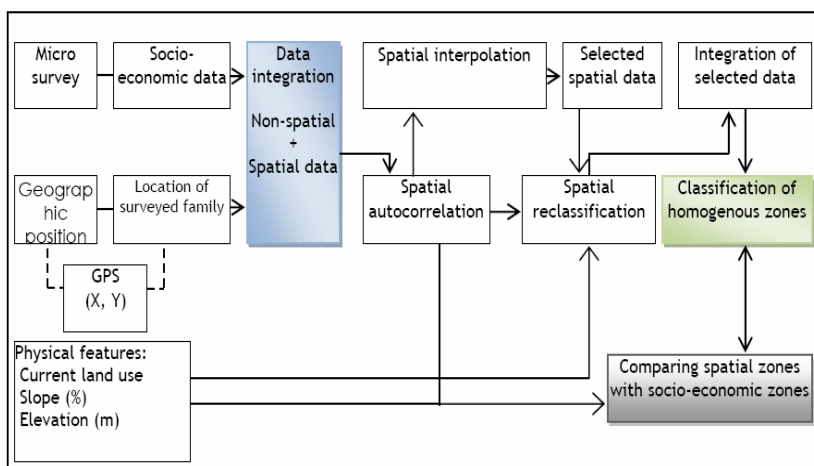 Micro
survey
Socio-
economic data
Data
integration
Non-spatial
+
Spatial data
Spatial interpolation
Selected
spatial data
Integration of
selected data
Geograp
hic
position
Location of
surveyed family
Spatial
autocorrelation
Spatial
reclassification
Classification of
homogenous zones
GPS
(X, Y)
Physical features:
Current land use
Slope (%)
Elevation (m)
Comparing spatial zones
with socio-economic zones